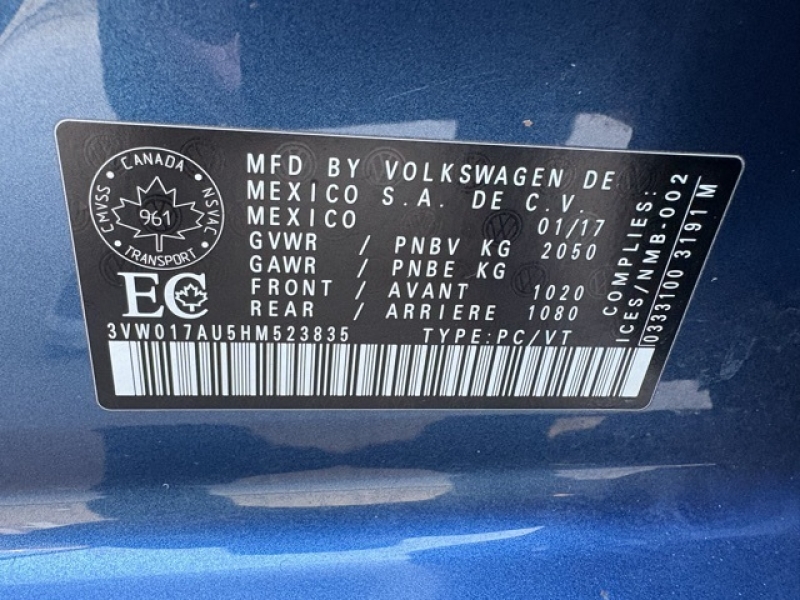 CANADA
CMVSS
NSVAC
961
TRANSPORT
EC
MFD BY VOLKSWAGEN DE
MEXICO S.A. DE C.V.
MEXICO 01/17
GVWR / PNBV KG 2050
GAWR / PNBE KG
FRONT / AVANT 1020
REAR / ARRIERE 1080
3VW017AU5HM523835 TYPE:PC/VT
COMPLIES:
ICES/NMB-002
0333100 3191 M